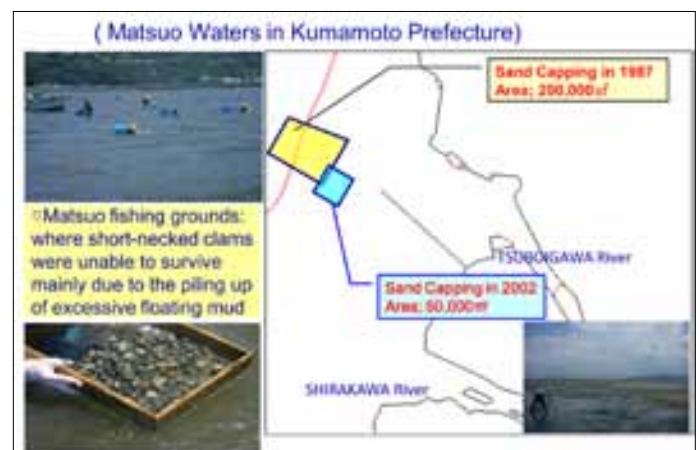 ( Matsuo Waters in Kumamoto Prefecture)
Sand Capping in 1987
Area; 200,000㎡
▽Matsuo fishing grounds:
where short-necked clams
were unable to survive
mainly due to the piling up
of excessive floating mud
TSUBOIGAWA River
Sand Capping in 2002
Area; 50,000㎡
SHIRAKAWA River